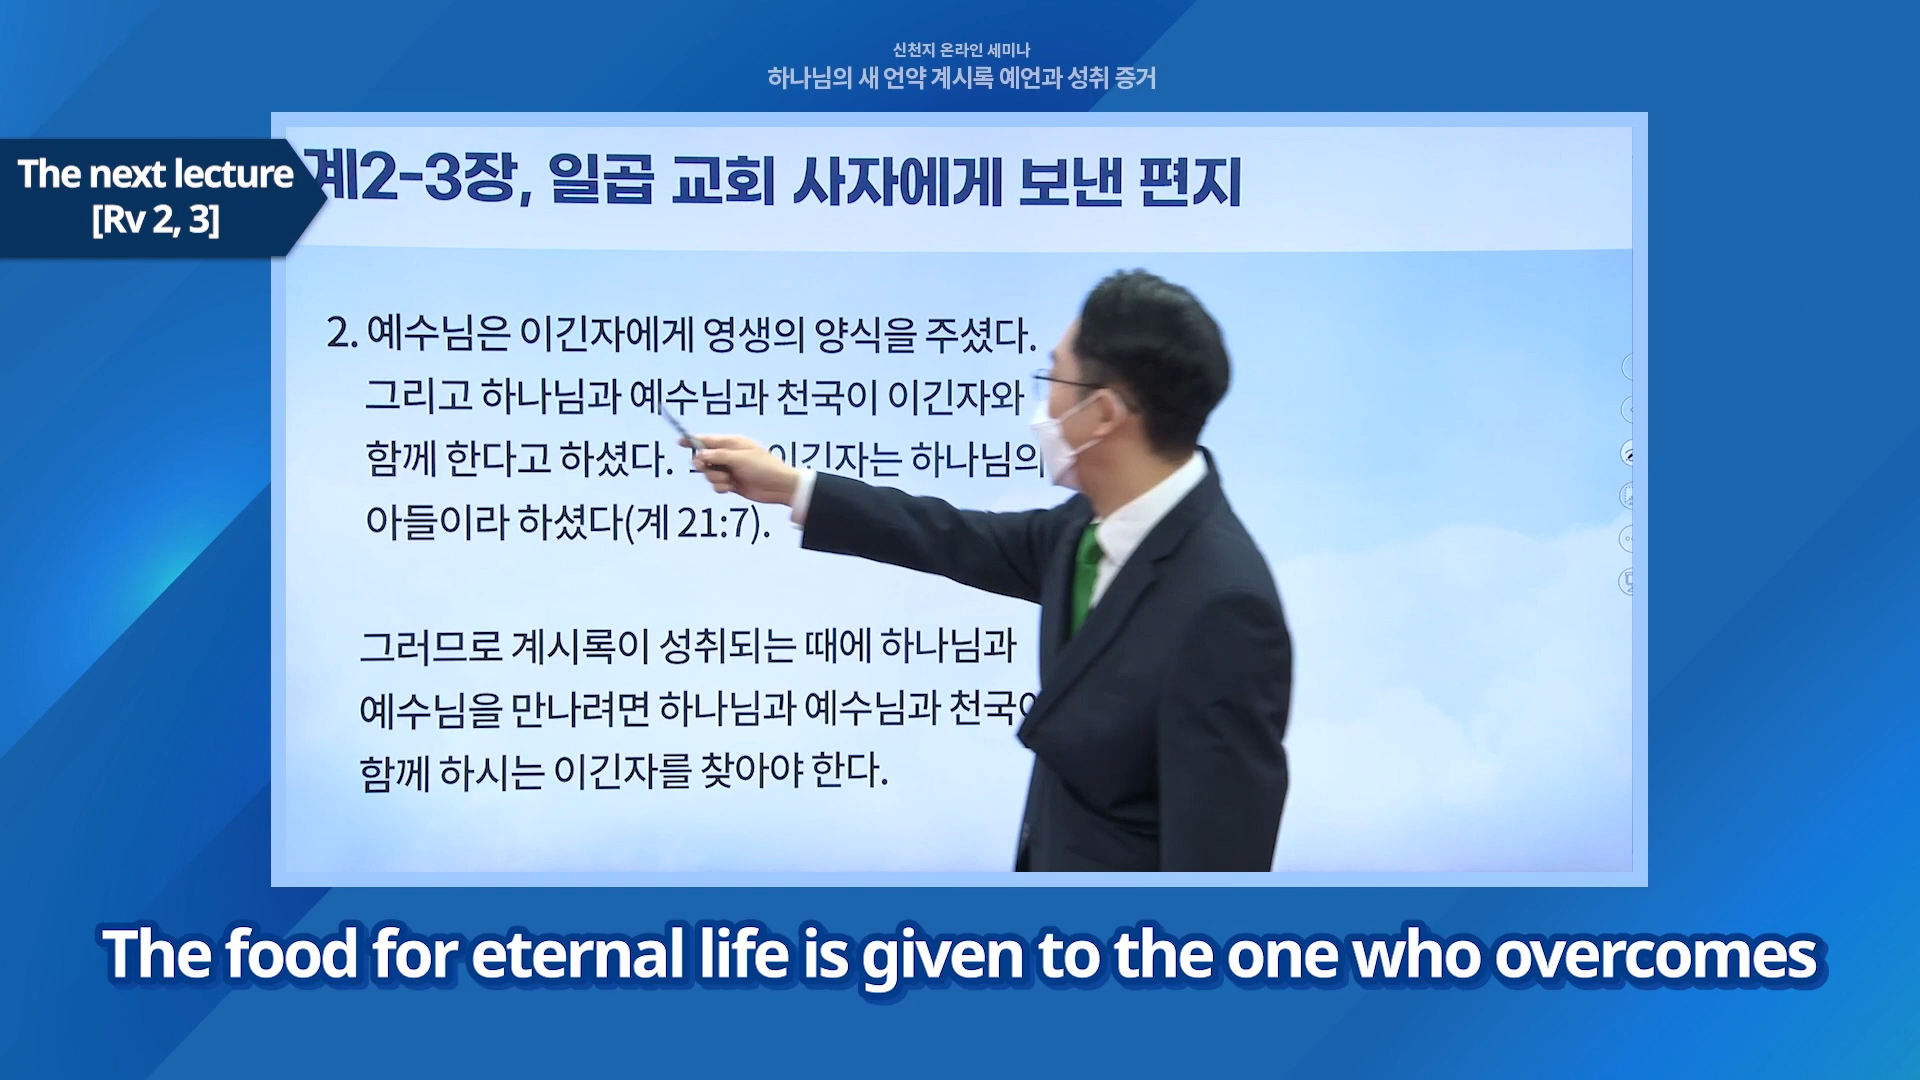 신천지 온라인 세미나
하나님의 새 언약 계시록 예언과 성취 증거
The next lecture
[Rv 2, 3]
계2-3장, 일곱 교회 사자에게 보낸 편지
2. 예수님은 이긴자에게 영생의 양식을 주셨다.
그리고 하나님과 예수님과 천국이 이긴자와
함께 한다고 하셨다. 이긴자는 하나님의
아들이라 하셨다(계 21:7).
그러므로 계시록이 성취되는 때에 하나님과
예수님을 만나려면 하나님과 예수님과 천국이
함께 하시는 이긴자를 찾아야 한다.
The food for eternal life is given to the one who overcomes